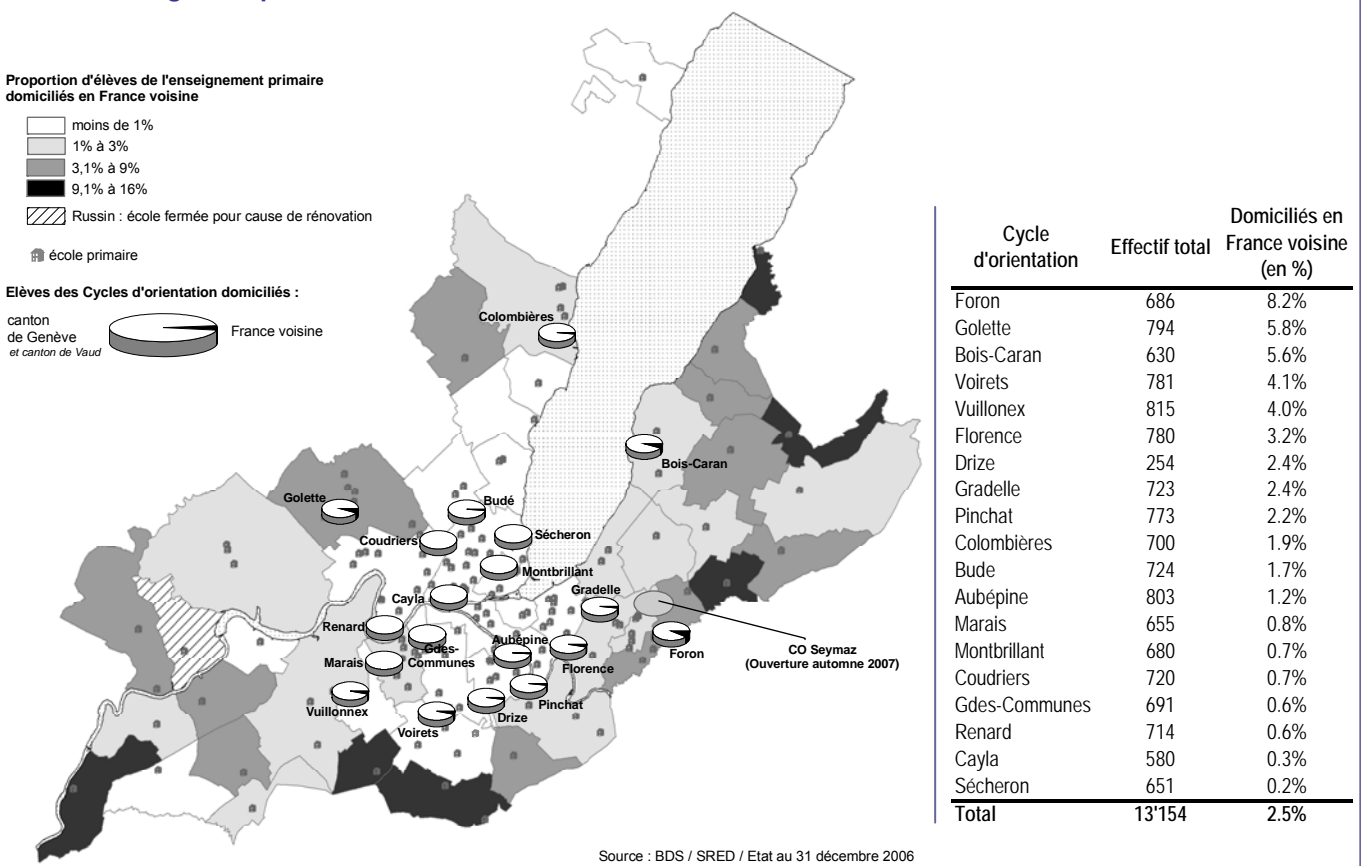 Proportion d'élèves de l'enseignement primaire
domiciliés en France voisine
moins de 1%
1% à 3%
3,1% à 9%
9,1% à 16%
Russin : école fermée pour cause de rénovation
école primaire
Elèves des Cycles d'orientation domiciliés :
canton
de Genève
et canton de Vaud
France voisine
Colombières
Bois-Caran
Golette
Budé
Coudriers
Sécheron
Montbrillant
Cayla
Gradelle
Renard
Gdes-
Communes
Aubépine
Marais
Florence
Foron
CO Seymaz
(Ouverture automne 2007)
Vuillonnex
Pinchat
Drize
Voirets
Cycle
d'orientation
Effectif total
Domiciliés en
France voisine
(en %)
Foron 686 8.2%
Golette 794 5.8%
Bois-Caran 630 5.6%
Voirets 781 4.1%
Vuillonex 815 4.0%
Florence 780 3.2%
Drize 254 2.4%
Gradelle 723 2.4%
Pinchat 773 2.2%
Colombières 700 1.9%
Bude 724 1.7%
Aubépine 803 1.2%
Marais 655 0.8%
Montbrillant 680 0.7%
Coudriers 720 0.7%
Gdes-Communes 691 0.6%
Renard 714 0.6%
Cayla 580 0.3%
Sécheron 651 0.2%
Total 13'154 2.5%
Source : BDS / SRED / Etat au 31 décembre 2006